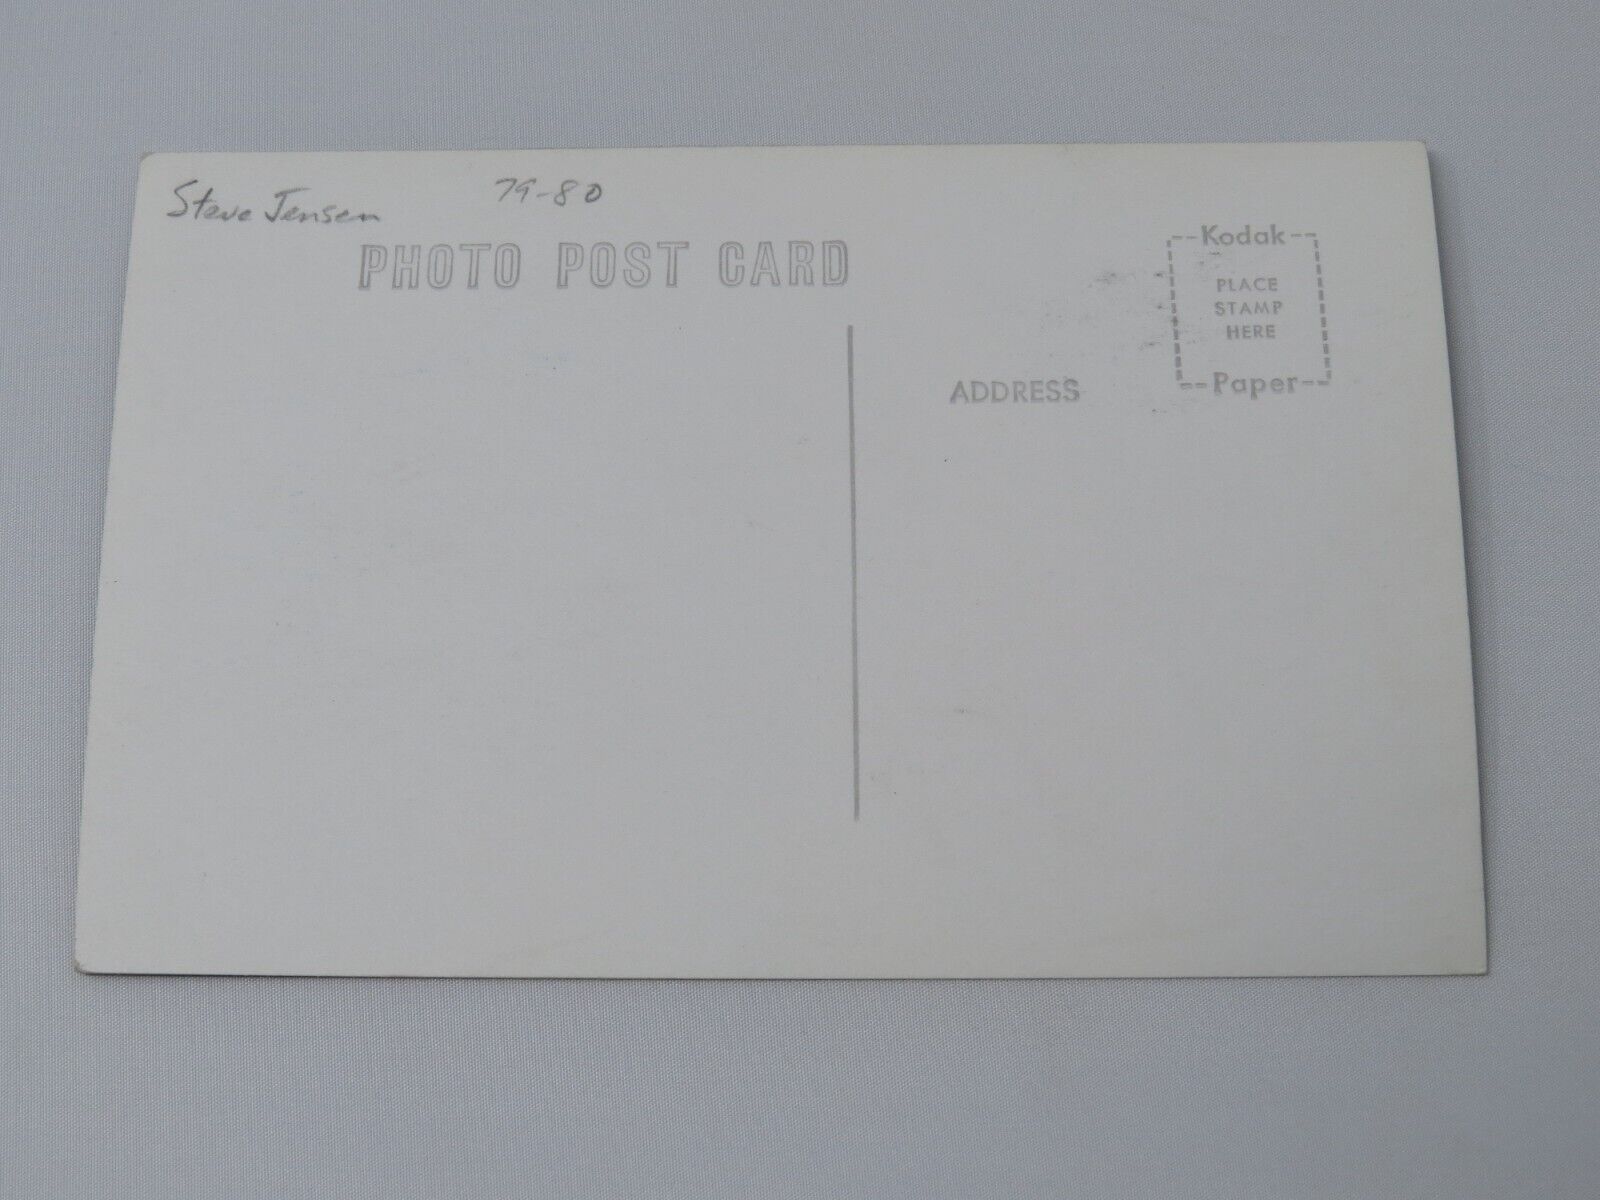 Steve Jensen 79-80
PHOTO POST CARD
Kodak
PLACE
STAMP
HERE
Paper
ADDRESS